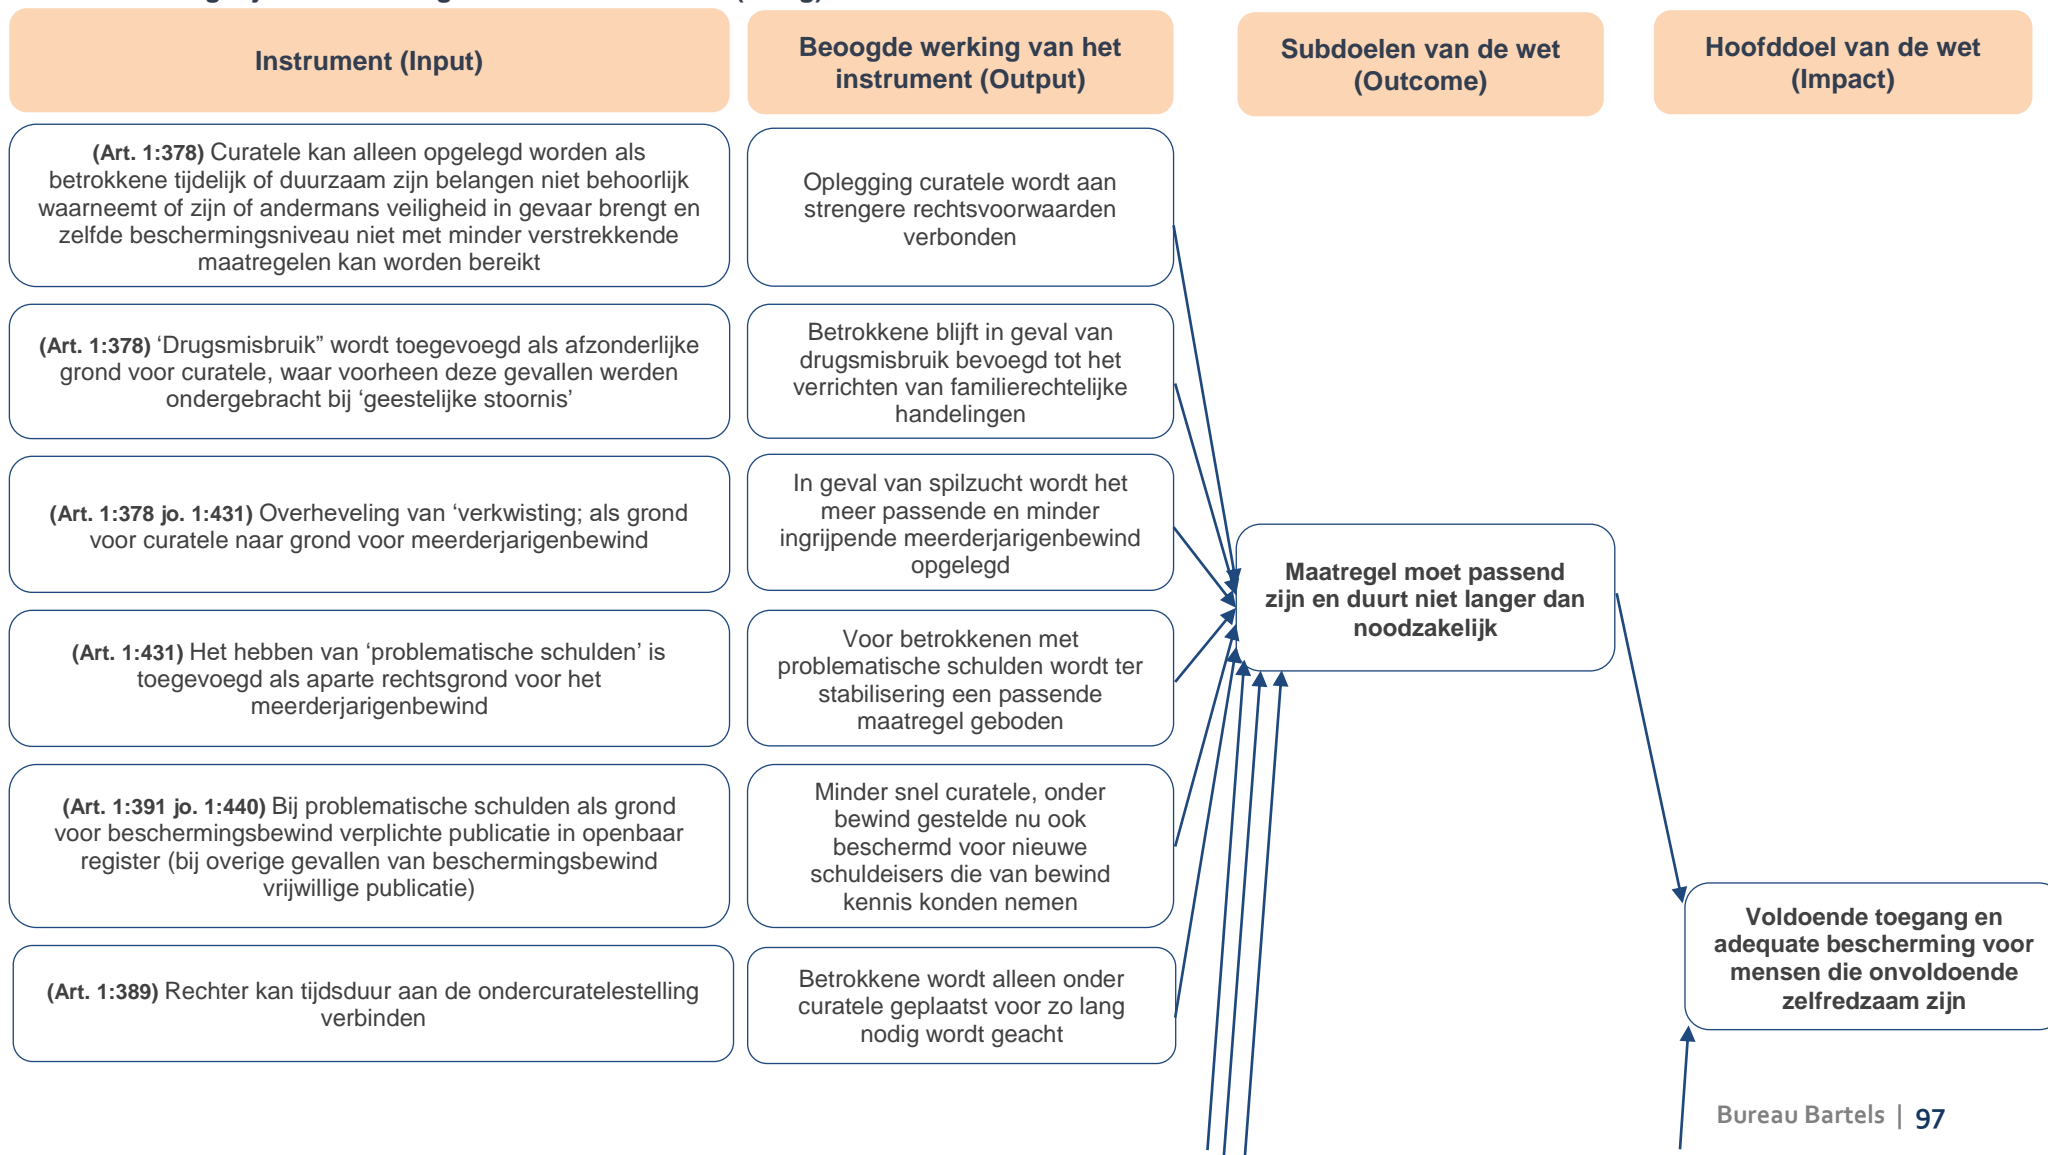 Instrument (Input)
Beoogde werking van het
instrument (Output)
Subdoelen van de wet
(Outcome)
Hoofddoel van de wet
(Impact)
(Art. 1:378) Curatele kan alleen opgelegd worden als
betrokkene tijdelijk of duurzaam zijn belangen niet behoorlijk
waarneemt of zijn of andermans veiligheid in gevaar brengt en
zelfde beschermingsniveau niet met minder verstrekkende
maatregelen kan worden bereikt
Oplegging curatele wordt aan
strengere rechtsvoorwaarden
verbonden
(Art. 1:378) ‘Drugsmisbruik” wordt toegevoegd als afzonderlijke
grond voor curatele, waar voorheen deze gevallen werden
ondergebracht bij ‘geestelijke stoornis’
Betrokkene blijft in geval van
drugsmisbruik bevoegd tot het
verrichten van familierechtelijke
handelingen
(Art. 1:378 jo. 1:431) Overheveling van ‘verkwisting; als grond
voor curatele naar grond voor meerderjarigenbewind
In geval van spilzucht wordt het
meer passende en minder
ingrijpende meerderjarigenbewind
opgelegd
(Art. 1:431) Het hebben van ‘problematische schulden’ is
toegevoegd als aparte rechtsgrond voor het
meerderjarigenbewind
Voor betrokkenen met
problematische schulden wordt ter
stabilisering een passende
maatregel geboden
(Art. 1:391 jo. 1:440) Bij problematische schulden als grond
voor beschermingsbewind verplichte publicatie in openbaar
register (bij overige gevallen van beschermingsbewind
vrijwillige publicatie)
Minder snel curatele, onder
bewind gestelde nu ook
beschermd voor nieuwe
schuldeisers die van bewind
kennis konden nemen
(Art. 1:389) Rechter kan tijdsduur aan de ondercuratelestelling
verbinden
Betrokkene wordt alleen onder
curatele geplaatst voor zo lang
nodig wordt geacht
Maatregel moet passend
zijn en duurt niet langer dan
noodzakelijk
Voldoende toegang en
adequate bescherming voor
mensen die onvoldoende
zelfredzaam zijn
Bureau Bartels | 97